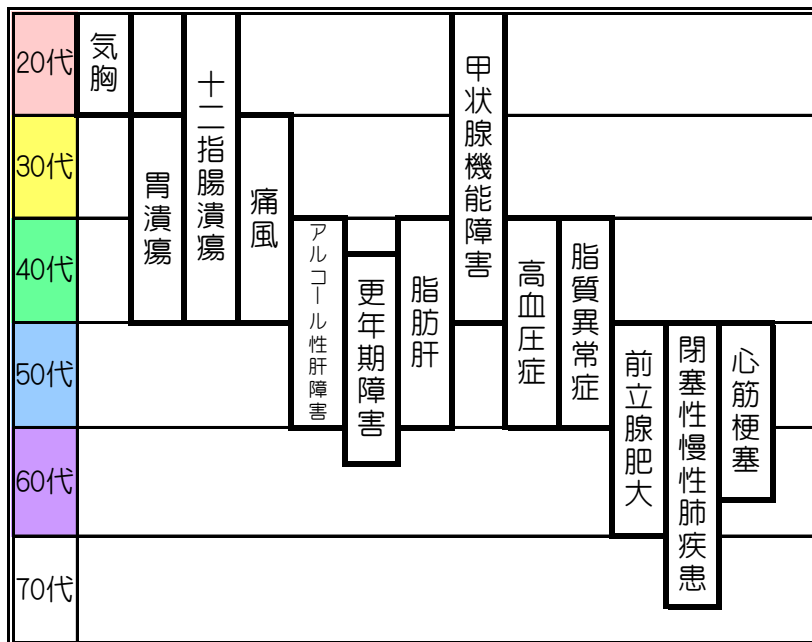 20代
30代
40代
50代
60代
70代
気胸
胃潰瘍
十二指腸潰瘍
痛風
アルコール性肝障害
更年期障害
脂肪肝
甲状腺機能障害
高血圧症
脂質異常症
前立腺肥大
閉塞性慢性肺疾患
心筋梗塞